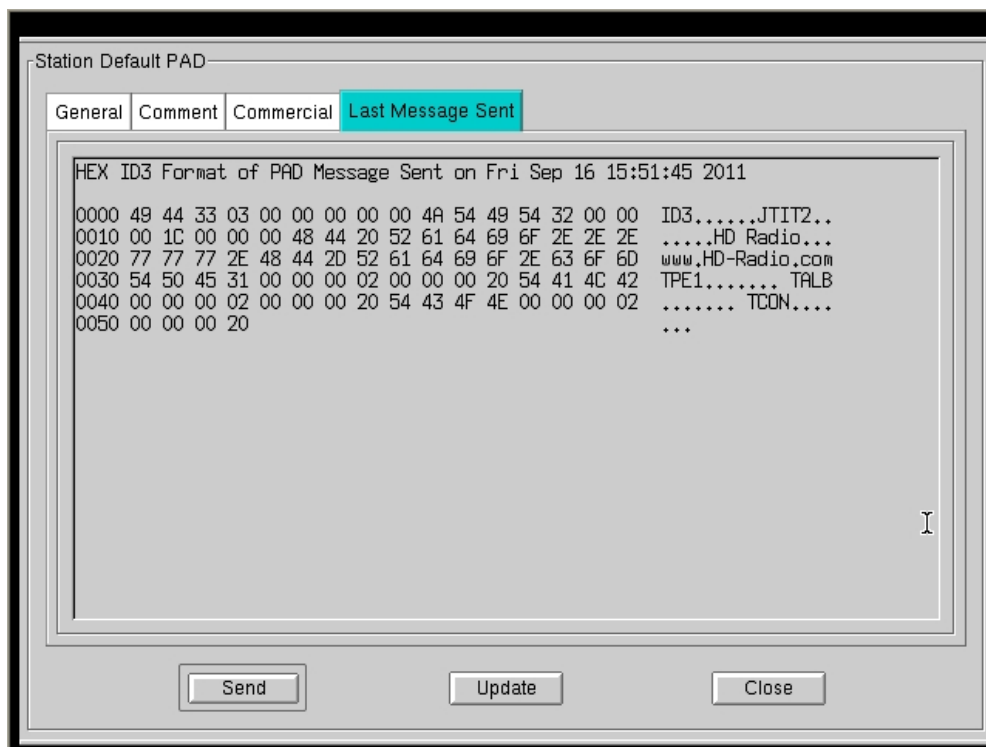 Station Default PAD
General Comment Commercial Last Message Sent
HEX ID3 Format of PAD Message Sent on Fri Sep 16 15:51:45 2011
0000 49 44 33 03 00 00 00 00 00 4A 54 49 54 32 00 00 ID3......JTIT2..
0010 00 1C 00 00 00 48 44 20 52 61 64 69 6F 2E 2E 2E .....HD Radio...
0020 77 77 77 2E 48 44 2D 52 61 64 69 6F 2E 63 6F 6D www.HD-Radio.com
0030 54 50 45 31 00 00 00 02 00 00 00 20 54 41 4C 42 TPE1....... TALB
0040 00 00 00 02 00 00 00 20 54 43 4F 4E 00 00 00 02 ....... TCON....
0050 00 00 00 20 ...
Send Update Close